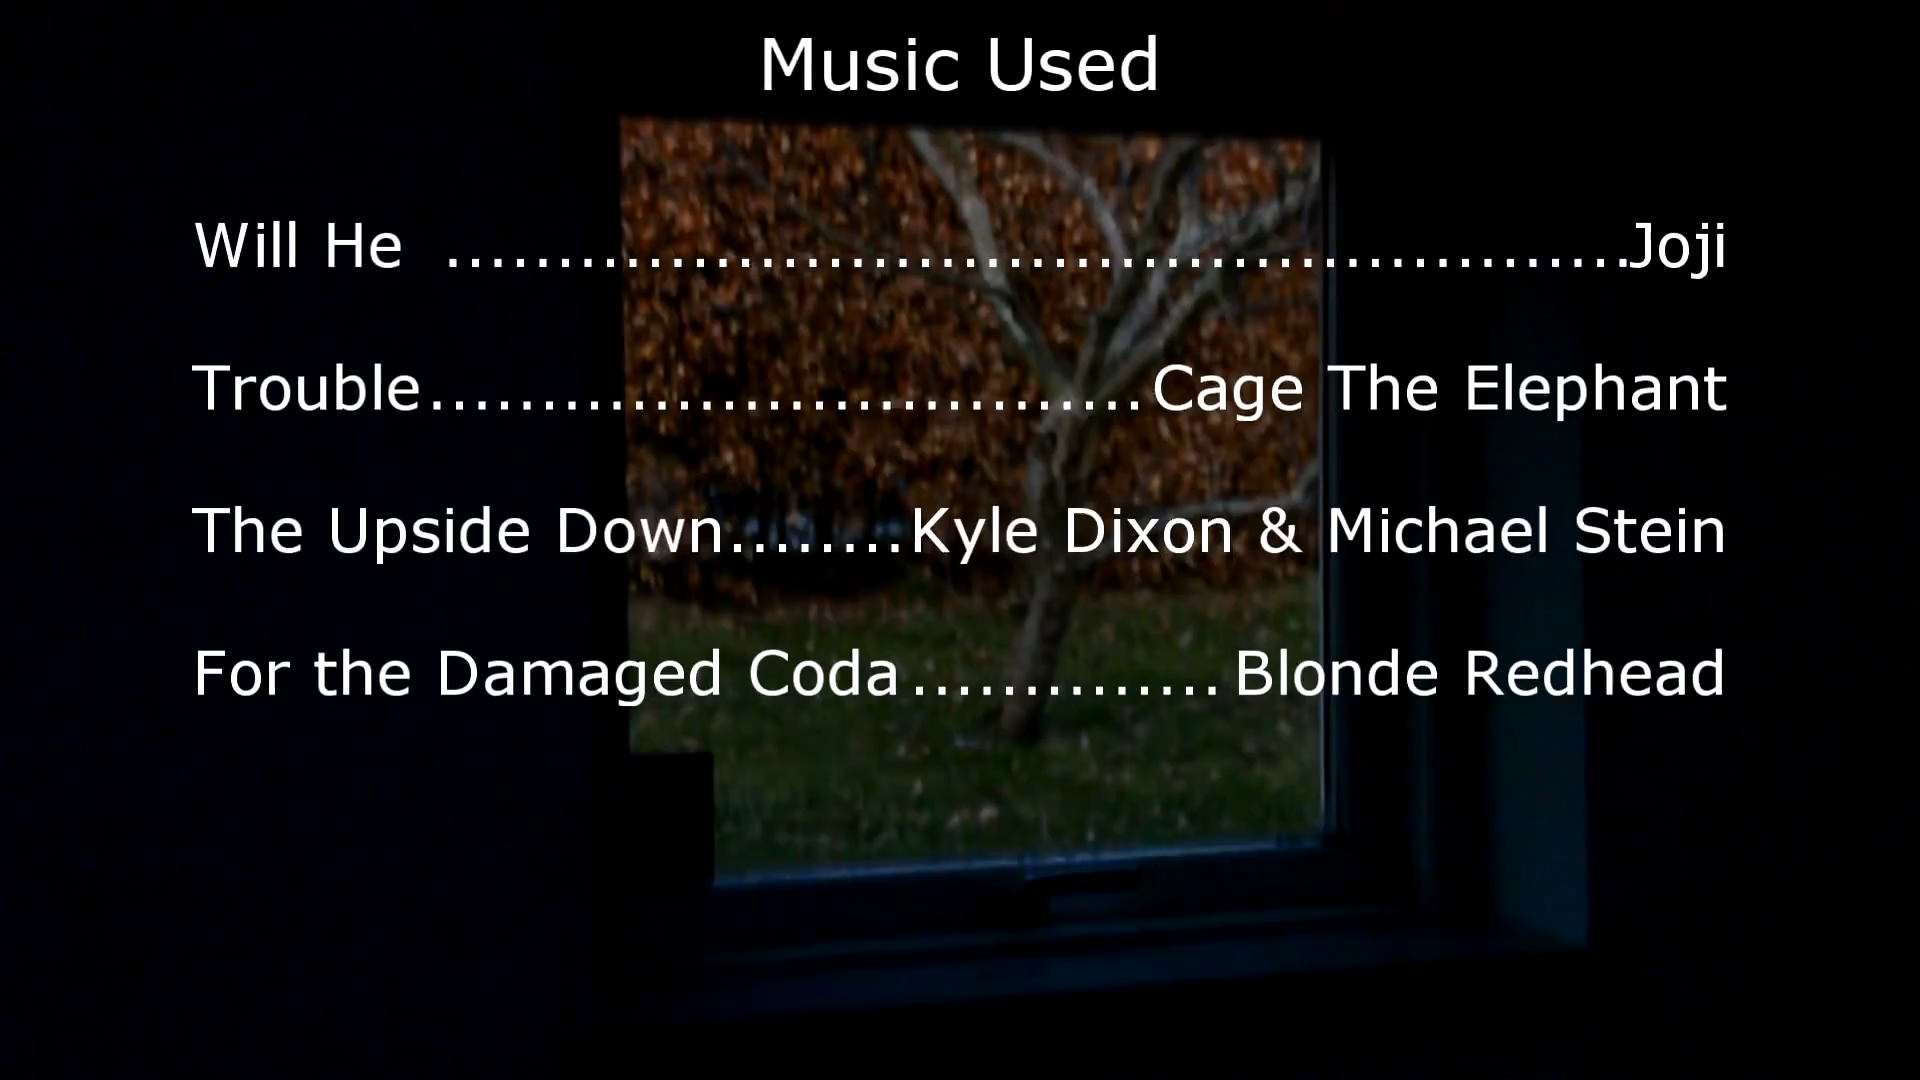 Music Used
Will He .....................................................Joji
Trouble................................Cage The Elephant
The Upside Down........Kyle Dixon & Michael Stein
For the Damaged Coda..............Blonde Redhead